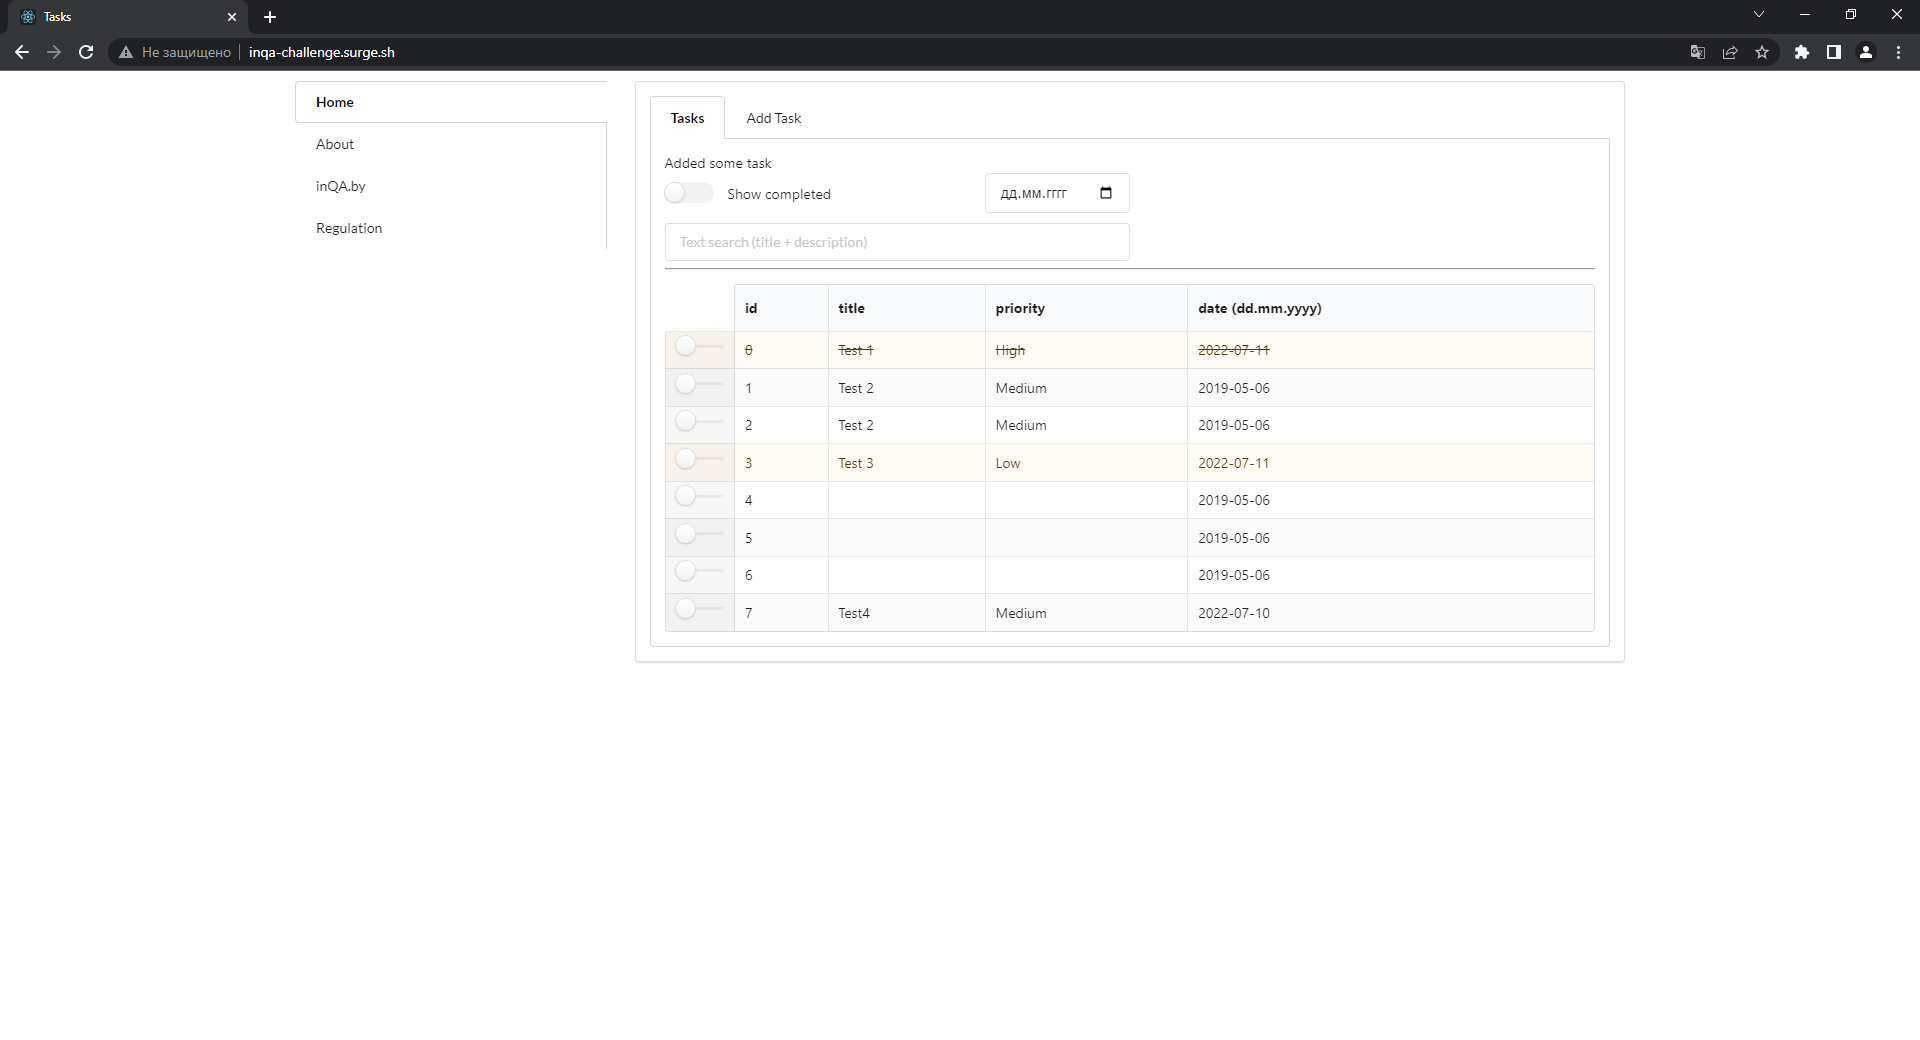 Tasks
Не защищено inqa-challenge.surge.sh
Home
About
inQA.by
Regulation
Tasks Add Task
Added some task
Show completed дд.мм.гггг
Text search (title + description)
id title priority date (dd.mm.yyyy)
0 Test 1 High 2022-07-11
1 Test 2 Medium 2019-05-06
2 Test 2 Medium 2019-05-06
3 Test 3 Low 2022-07-11
4 2019-05-06
5 2019-05-06
6 2019-05-06
7 Test4 Medium 2022-07-10